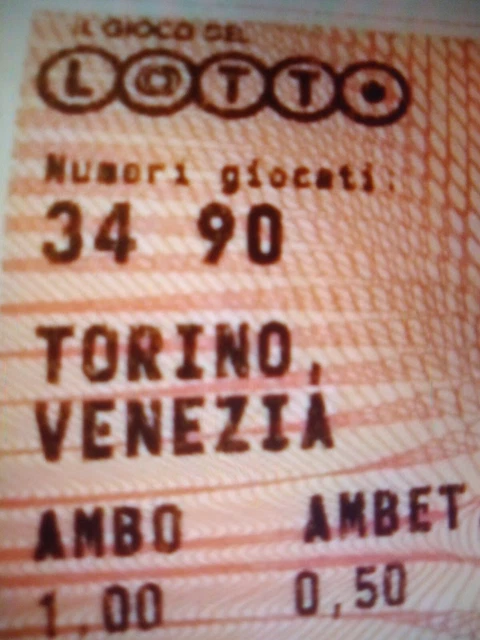 IL GIOCO DEL
LOTTO
Numeri giocati:
34 90
TORINO,
VENEZIA
AMBO AMBET
1,00 0,50